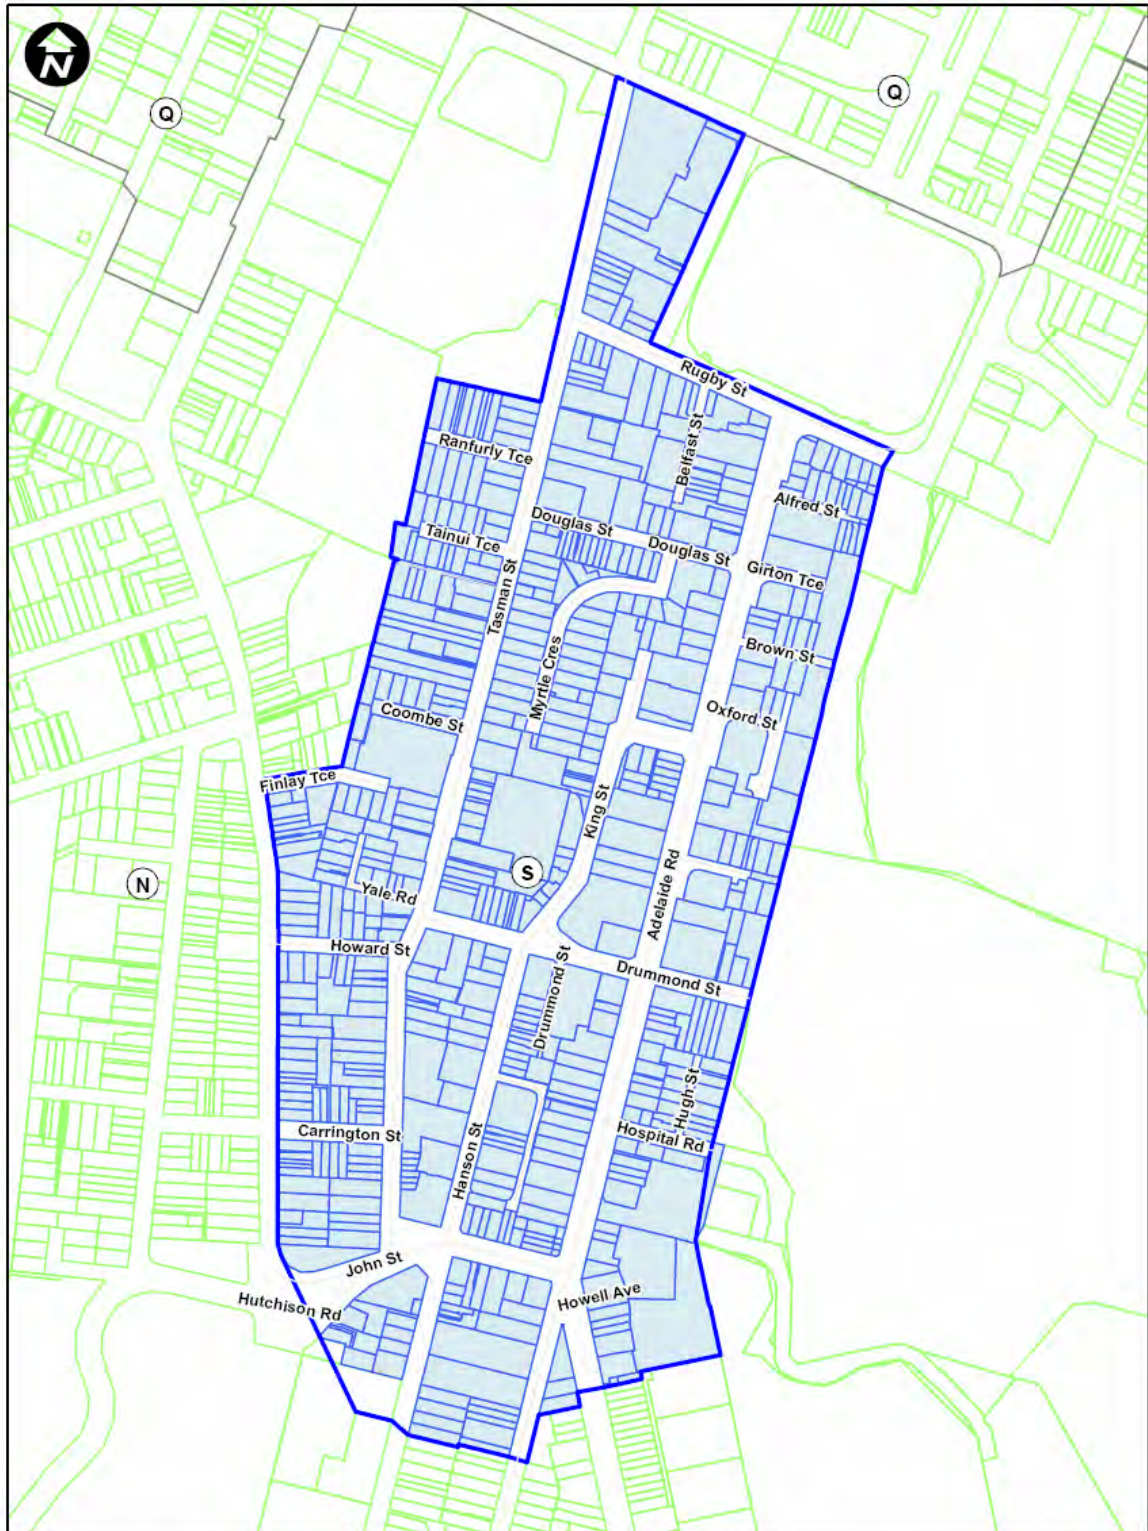 N
Q
Q
Rugby St
Belfast St
Ranfurly Tce
Alfred St
Douglas St
Tainui Tce
Douglas St
Girton Tce
Tasman St
Brown St
Myrtle Cres
Coombe St
Oxford St
Finlay Tce
King St
S
N
Yale Rd
Adelaide Rd
Howard St
Drummond St
Drummond St
Hugh St
Carrington St
Hospital Rd
Hanson St
John St
Howell Ave
Hutchison Rd